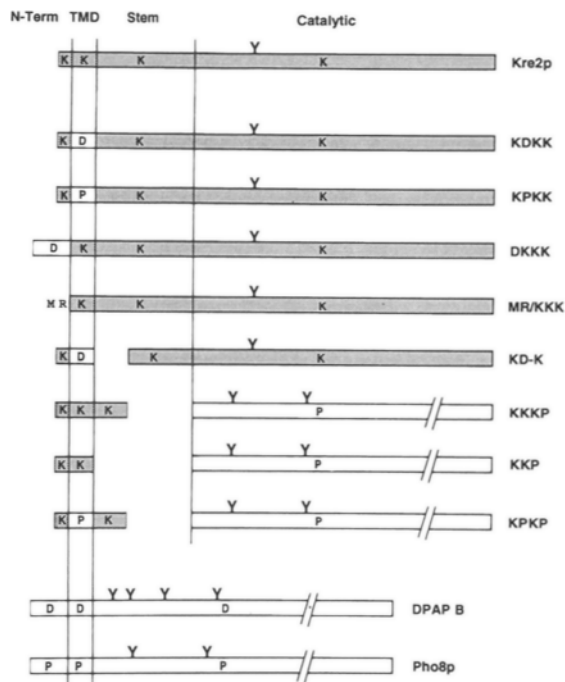 N-Term TMD Stem Catalytic
Y
K K K K Kre2p
Y
K D K K KDKK
Y
K P K K KPKK
Y
D K K K DKKK
Y
M R K K K MR/KKK
Y
K D K K KD-K
Y Y
K K K P KKKP
Y Y
K K P KKP
Y Y
K P K P KPKP
Y Y Y Y
D D D DPAP B
Y Y
P P P Pho8p